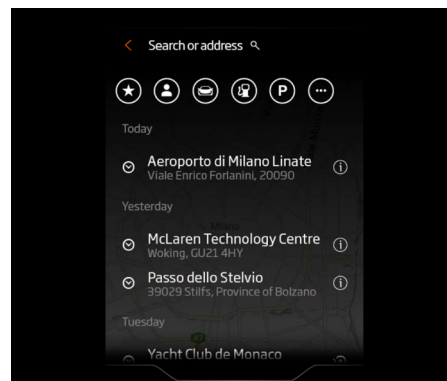 Search or address
P
Today
Aeroporto di Milano Linate
Viale Enrico Forlanini, 20090
Yesterday
Milano
McLaren Technology Centre
Woking, GU21 4HY
Passo dello Stelvio
39029 Stilfs, Province of Bolzano
Tuesday
Yacht Club de Monaco